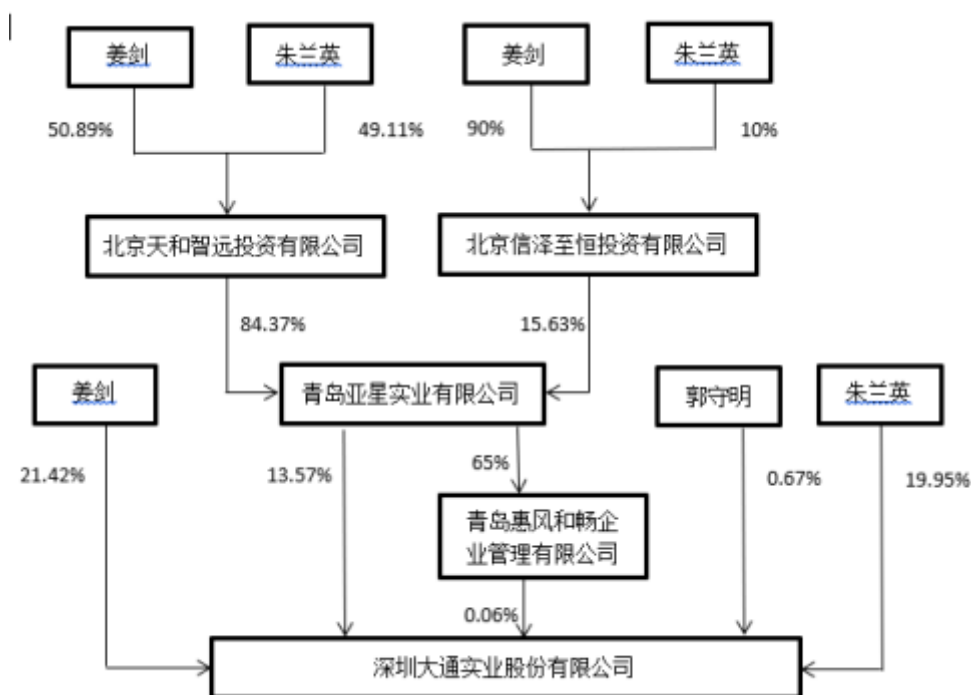 姜剑
朱兰英
姜剑
朱兰英
50.89%
49.11%
90%
10%
北京天和智远投资有限公司
北京信泽至恒投资有限公司
84.37%
15.63%
姜剑
青岛亚星实业有限公司
郭守明
朱兰英
21.42%
13.57%
65%
0.67%
19.95%
青岛惠风和畅企
业管理有限公司
0.06%
深圳大通实业股份有限公司